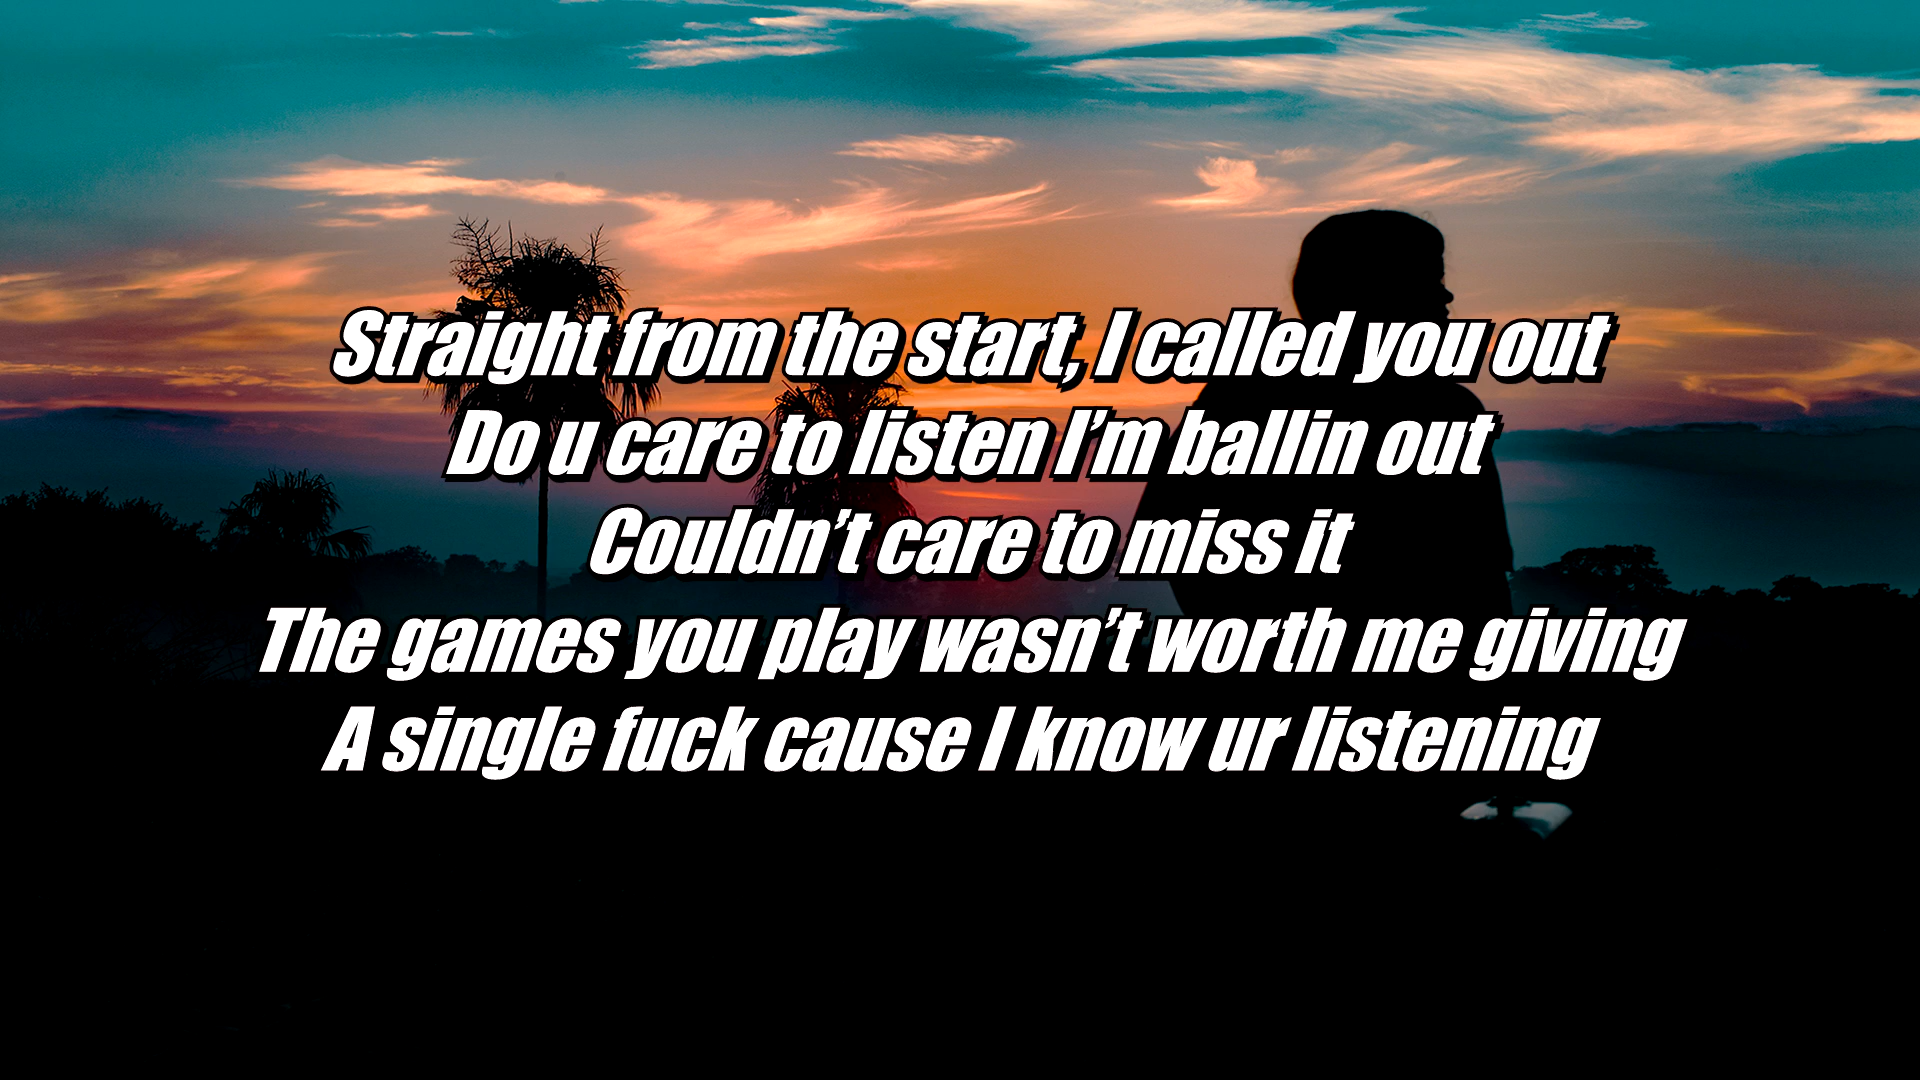 Straight from the start, I called you out
Do u care to listen I’m ballin out
Couldn’t care to miss it
The games you play wasn’t worth me giving
A single fuck cause I know ur listening